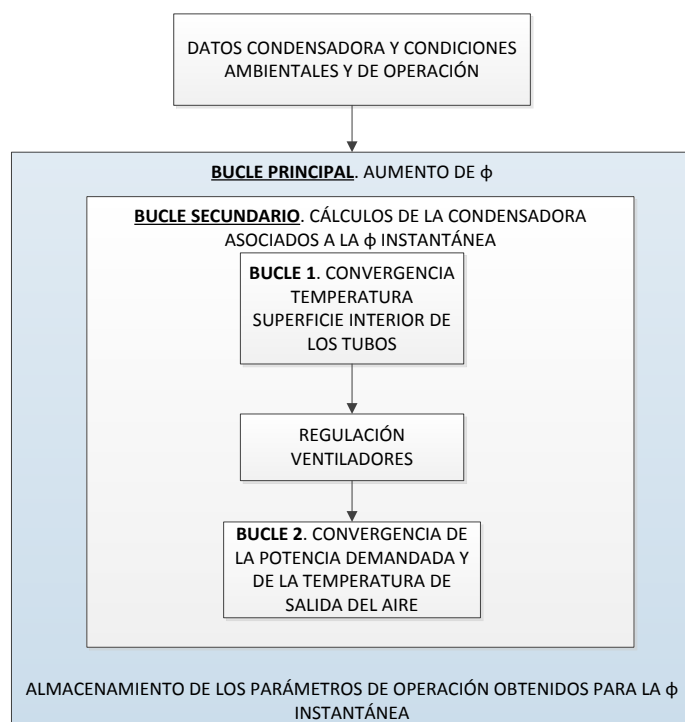 DATOS CONDENSADORA Y CONDICIONES
AMBIENTALES Y DE OPERACIÓN
BUCLE PRINCIPAL. AUMENTO DE ϕ
BUCLE SECUNDARIO. CÁLCULOS DE LA CONDENSADORA
ASOCIADOS A LA ϕ INSTANTÁNEA
BUCLE 1. CONVERGENCIA
TEMPERATURA
SUPERFICIE INTERIOR DE
LOS TUBOS
REGULACIÓN
VENTILADORES
BUCLE 2. CONVERGENCIA DE
LA POTENCIA DEMANDADA Y
DE LA TEMPERATURA DE
SALIDA DEL AIRE
ALMACENAMIENTO DE LOS PARÁMETROS DE OPERACIÓN OBTENIDOS PARA LA ϕ
INSTANTÁNEA